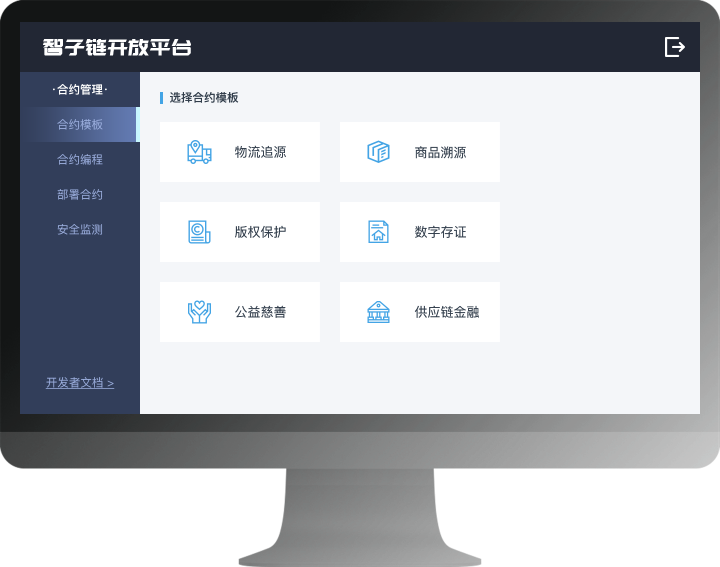 智子链开放平台
·合约管理·
合约模板
合约编程
部署合约
安全监测
开发者文档 >
选择合约模板
物流追源
商品溯源
版权保护
数字存证
公益慈善
供应链金融